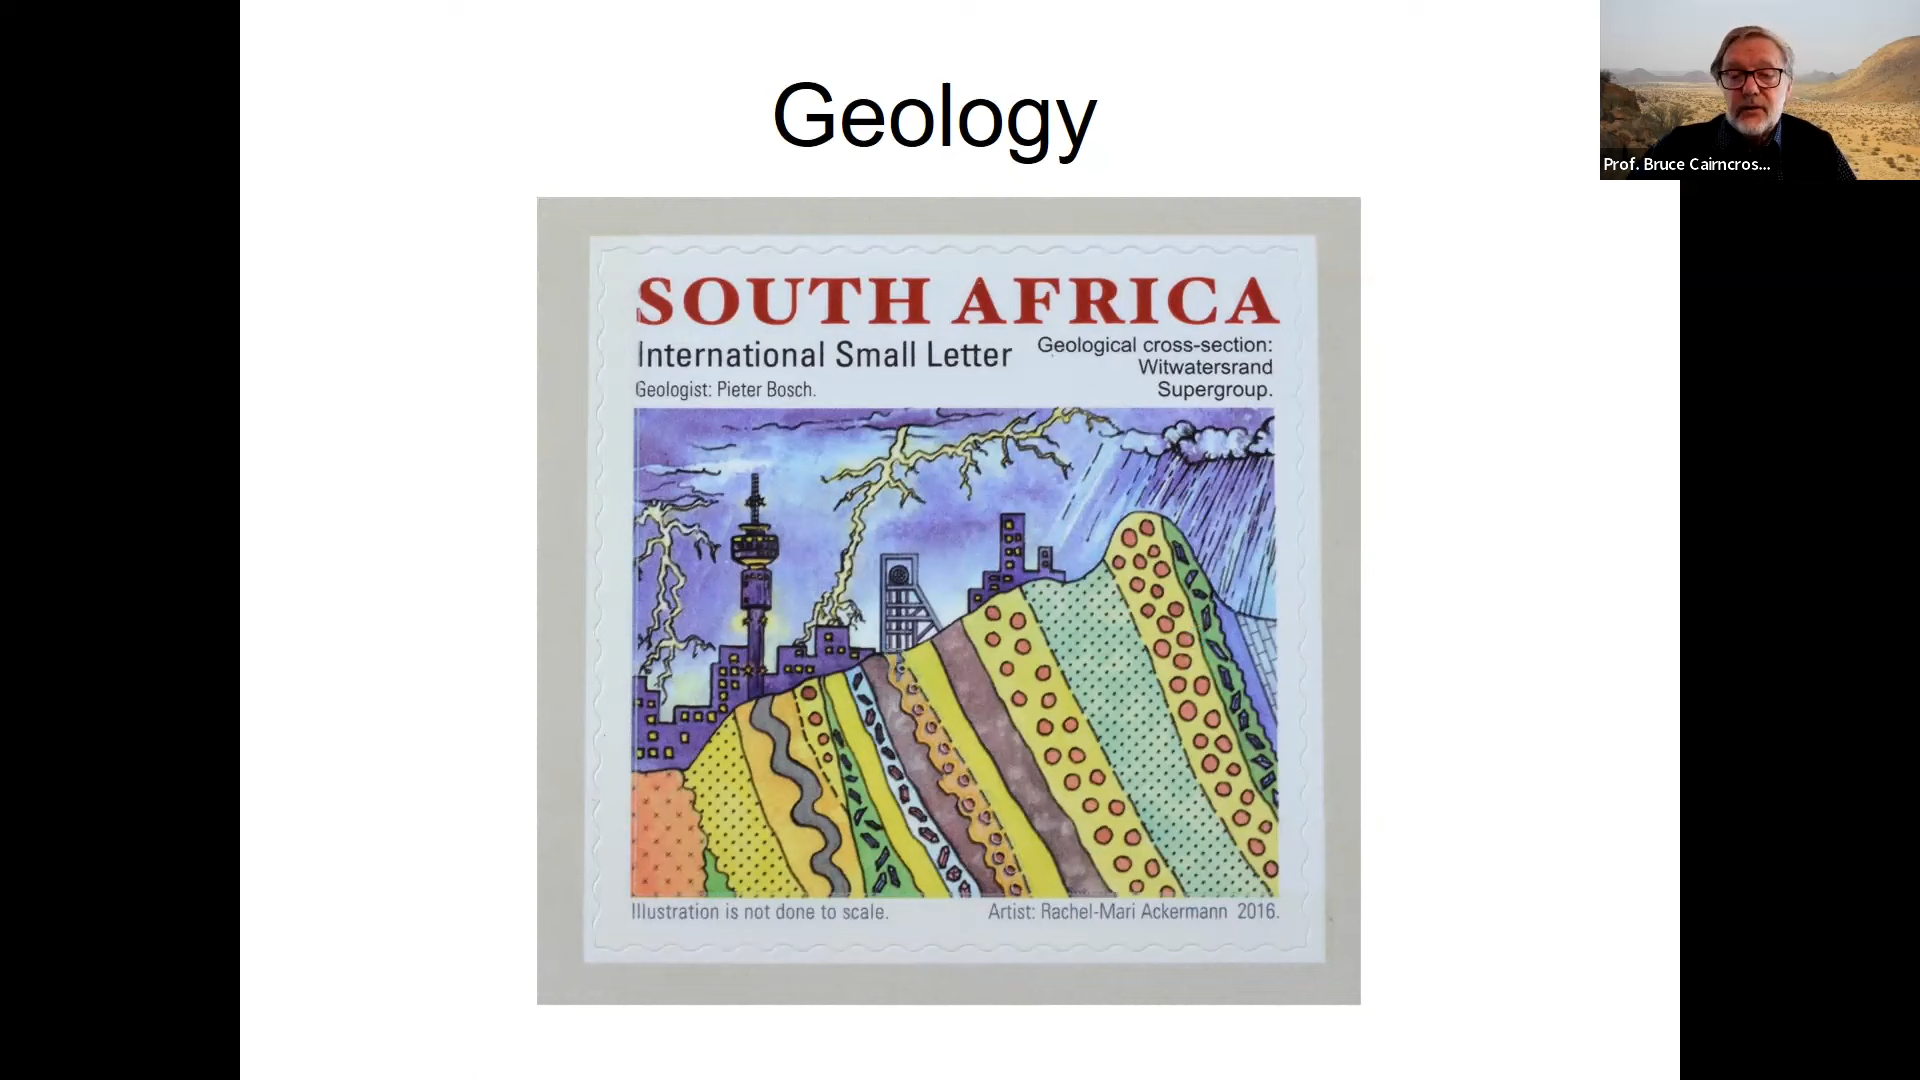 Geology
Prof. Bruce Cairncros...
SOUTH AFRICA
International Small Letter
Geologist: Pieter Bosch.
Geological cross-section:
Witwatersrand
Supergroup.
Illustration is not done to scale.
Artist: Rachel-Mari Ackermann 2016.